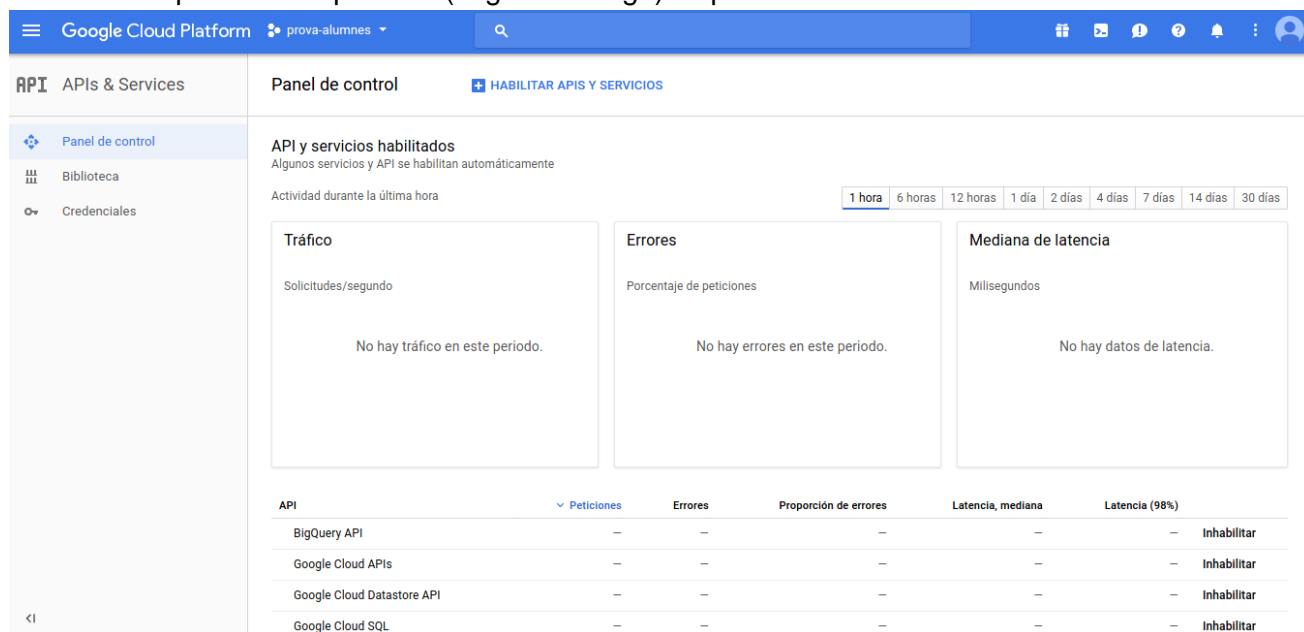 Google Cloud Platform prova-alumnes
API APIs & Services
Panel de control
HABILITAR APIS Y SERVICIOS
Panel de control
Biblioteca
Credenciales
API y servicios habilitados
Algunos servicios y API se habilitan automáticamente
Actividad durante la última hora
1 hora 6 horas 12 horas 1 día 2 días 4 días 7 días 14 días 30 días
Tráfico
Solicitudes/segundo
No hay tráfico en este periodo.
Errores
Porcentaje de peticiones
No hay errores en este periodo.
Mediana de latencia
Milisegundos
No hay datos de latencia.
API Peticiones Errores Proporción de errores Latencia, mediana Latencia (98%)
BigQuery API – – – – – Inhabilitar
Google Cloud APIs – – – – – Inhabilitar
Google Cloud Datastore API – – – – – Inhabilitar
Google Cloud SQL – – – – – Inhabilitar